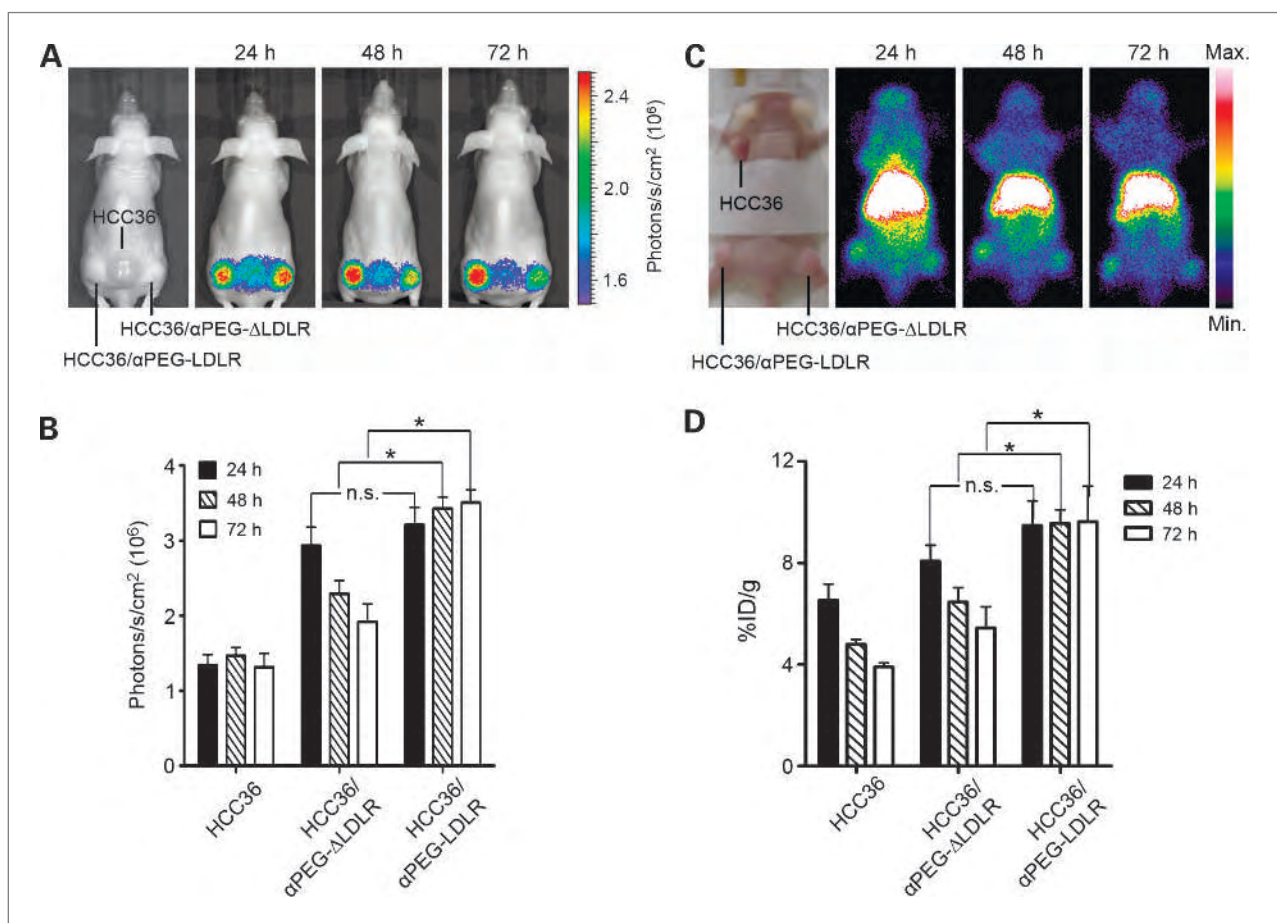 A
24 h 48 h 72 h
HCC36
HCC36/αPEG-ΔLDLR
HCC36/αPEG-LDLR
2.4
2.0
1.6
Photons/s/cm² (10⁶)
C
24 h 48 h 72 h
HCC36
HCC36/αPEG-ΔLDLR
HCC36/αPEG-LDLR
Max.
Min.
B
Photons/s/cm² (10⁶)
4
3
2
1
0
24 h
48 h
72 h
n.s.
*
*
HCC36
HCC36/
αPEG-ΔLDLR
HCC36/
αPEG-LDLR
D
%ID/g
12
8
4
0
n.s.
*
*
24 h
48 h
72 h
HCC36
HCC36/
αPEG-ΔLDLR
HCC36/
αPEG-LDLR